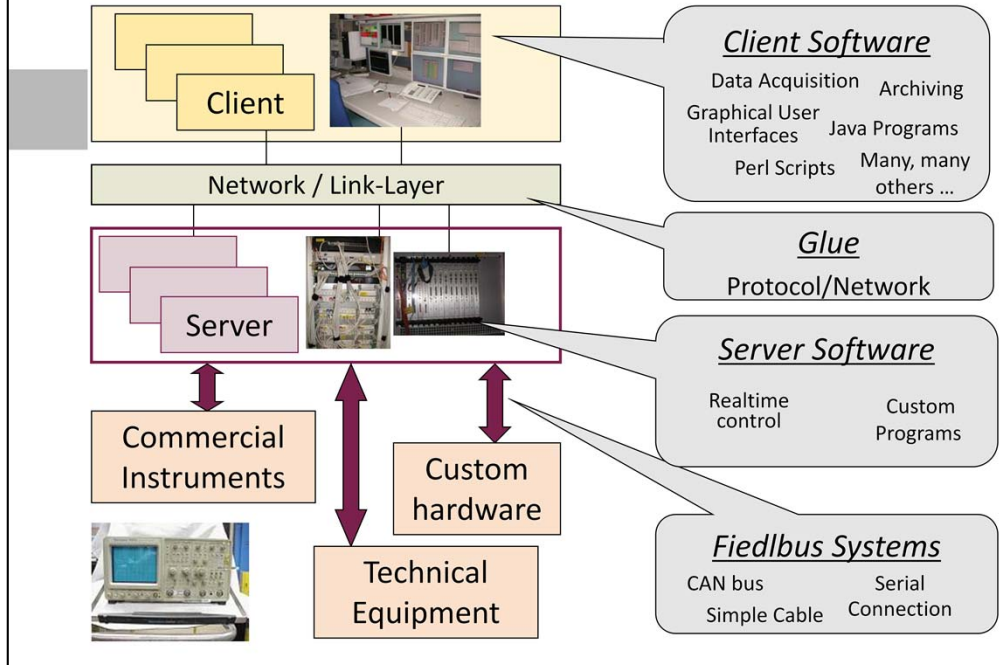 Client
Network / Link-Layer
Server
Commercial
Instruments
Custom
hardware
Technical
Equipment
Client Software
Data Acquisition
Archiving
Graphical User
Interfaces
Java Programs
Perl Scripts
Many, many
others ...
Glue
Protocol/Network
Server Software
Realtime
control
Custom
Programs
Fiedlbus Systems
CAN bus
Serial
Connection
Simple Cable